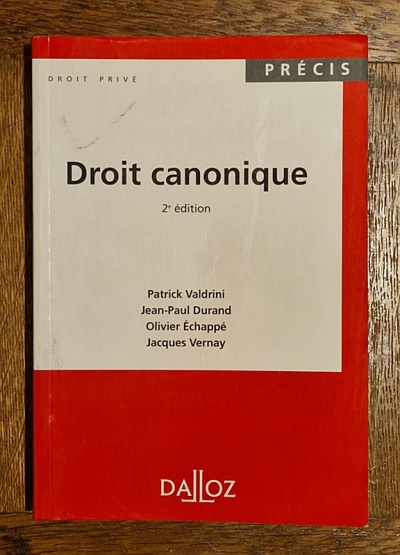 DROIT PRIVÉ
PRÉCIS
Droit canonique
2e édition
Patrick Valdrini
Jean-Paul Durand
Olivier Échappé
Jacques Vernay
DALLOZ